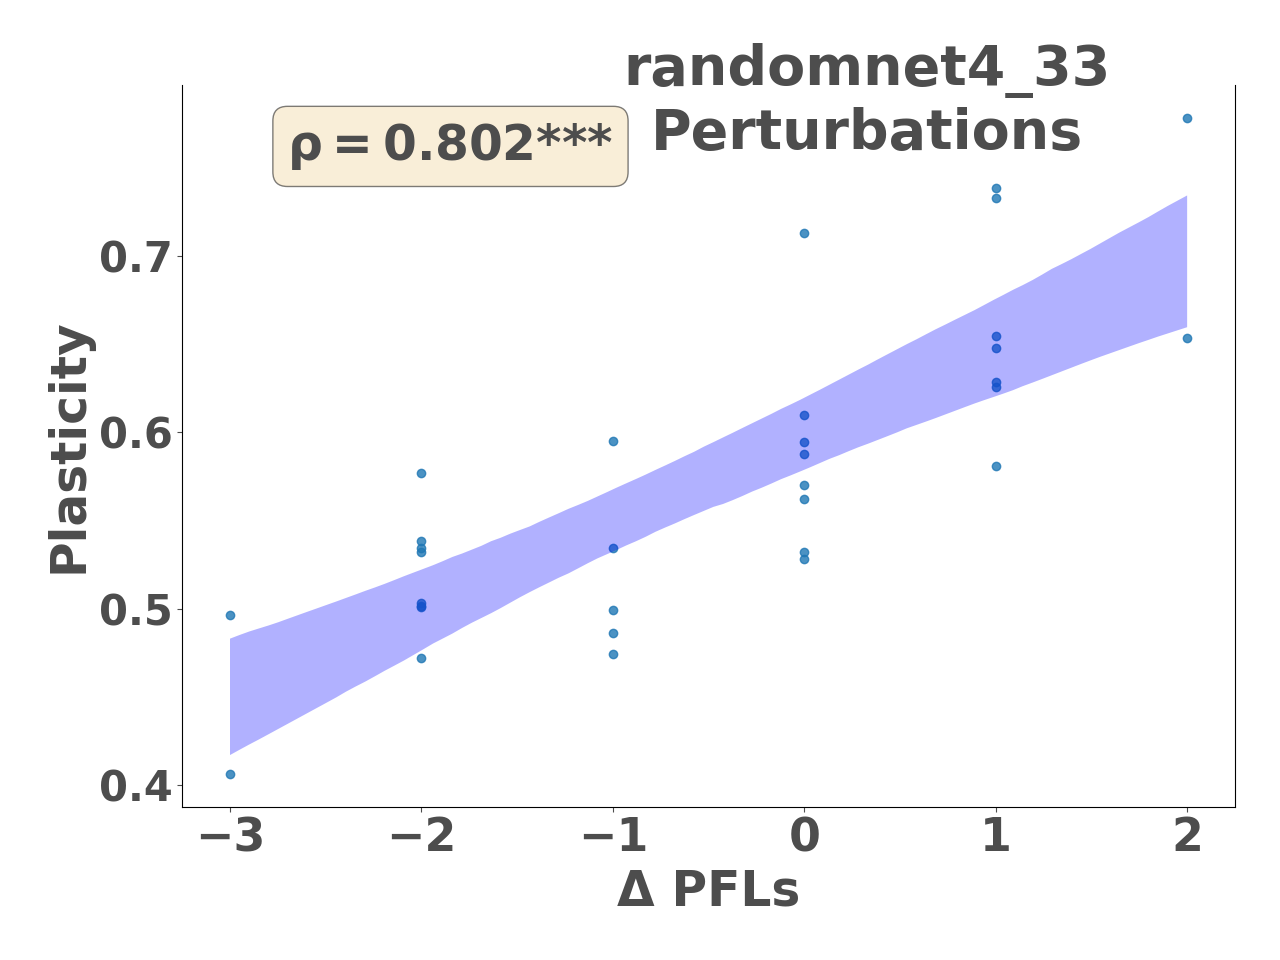 randomnet4_33
Perturbations
ρ = 0.802***
Plasticity
0.7
0.6
0.5
0.4
−3 −2 −1 0 1 2
Δ PFLs